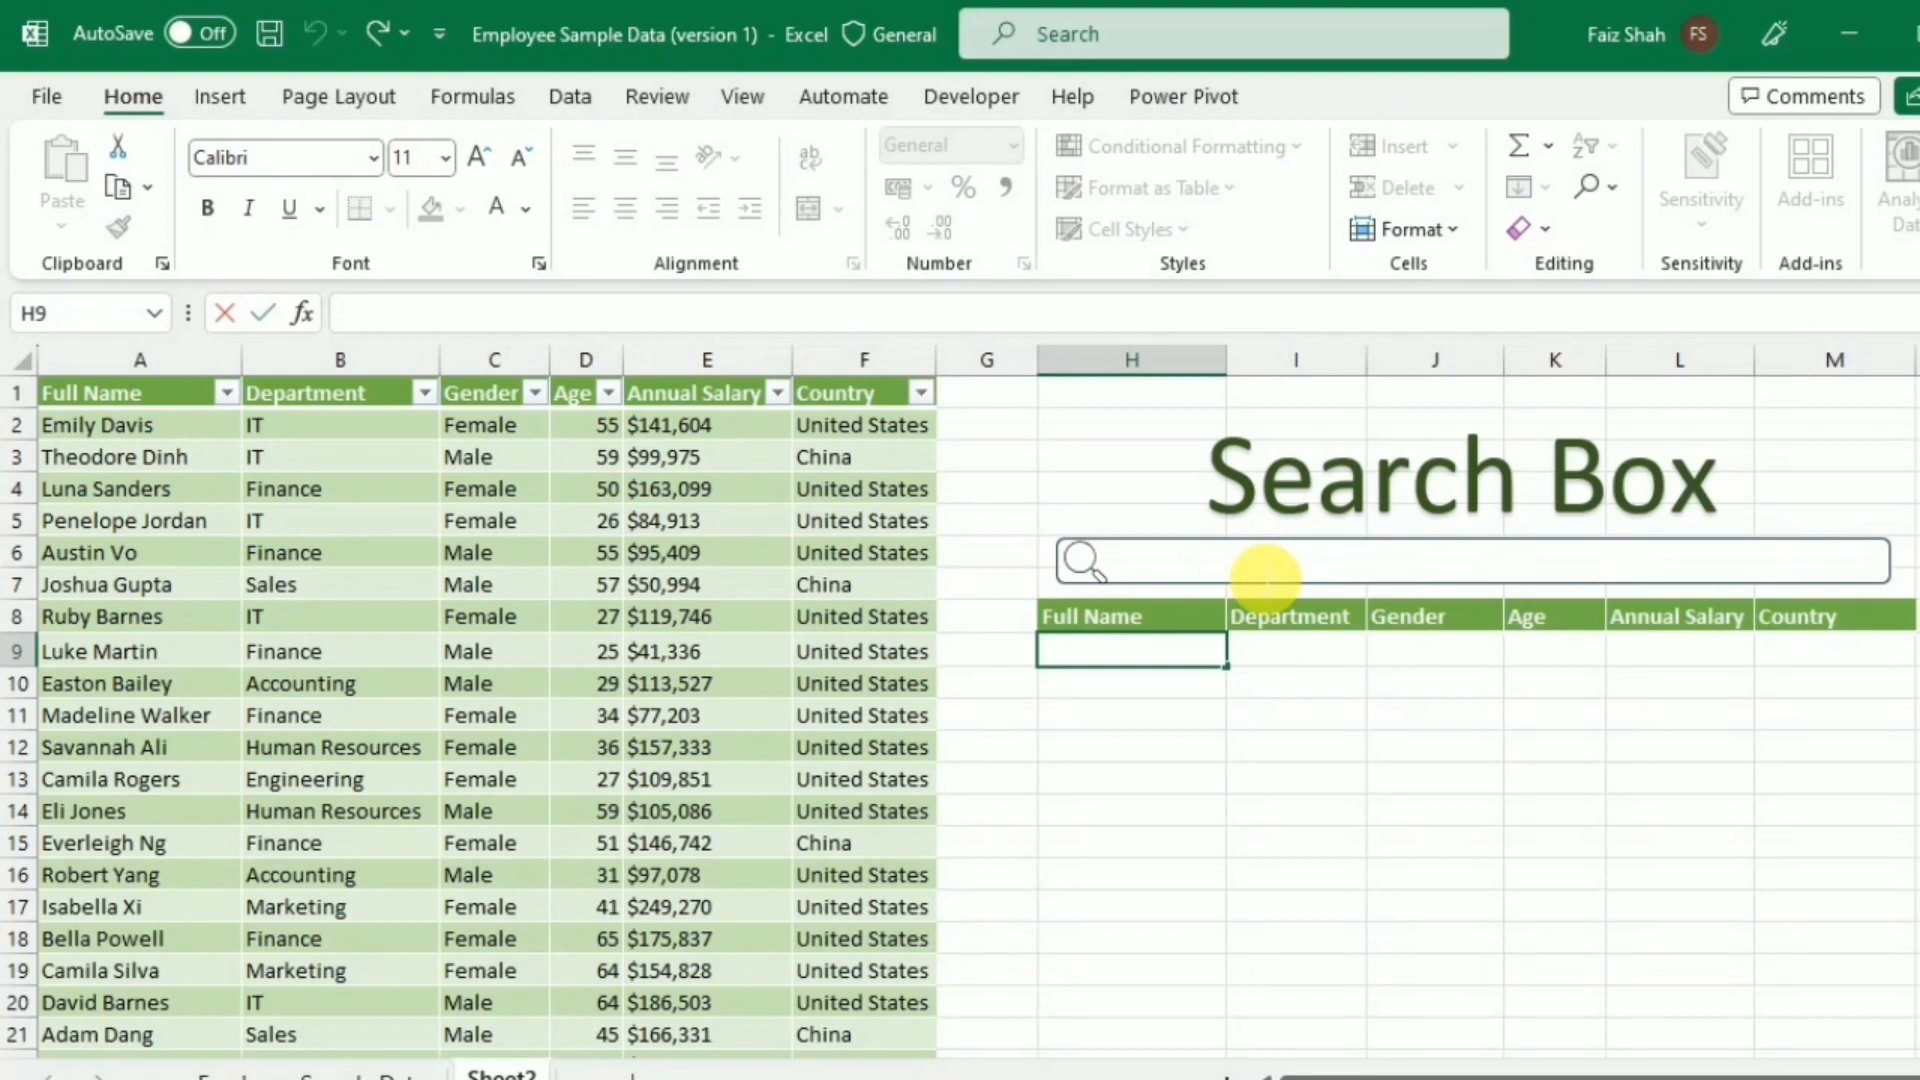 AutoSave Off Employee Sample Data (version 1) - Excel General Search Faiz Shah FS
File Home Insert Page Layout Formulas Data Review View Automate Developer Help Power Pivot Comments
Paste
Calibri 11
B I U A
ab
General
%
Conditional Formatting
Format as Table
Cell Styles
Insert
Delete
Format
Sensitivity
Add-ins
Clipboard Font Alignment Number Styles Cells Editing Sensitivity Add-ins
H9 fx
A B C D E F G H I J K L M
1 Full Name Department Gender Age Annual Salary Country
2 Emily Davis IT Female 55 $141,604 United States
3 Theodore Dinh IT Male 59 $99,975 China
4 Luna Sanders Finance Female 50 $163,099 United States
5 Penelope Jordan IT Female 26 $84,913 United States
6 Austin Vo Finance Male 55 $95,409 United States
7 Joshua Gupta Sales Male 57 $50,994 China
8 Ruby Barnes IT Female 27 $119,746 United States
9 Luke Martin Finance Male 25 $41,336 United States
10 Easton Bailey Accounting Male 29 $113,527 United States
11 Madeline Walker Finance Female 34 $77,203 United States
12 Savannah Ali Human Resources Female 36 $157,333 United States
13 Camila Rogers Engineering Female 27 $109,851 United States
14 Eli Jones Human Resources Male 59 $105,086 United States
15 Everleigh Ng Finance Female 51 $146,742 China
16 Robert Yang Accounting Male 31 $97,078 United States
17 Isabella Xi Marketing Female 41 $249,270 United States
18 Bella Powell Finance Female 65 $175,837 United States
19 Camila Silva Marketing Female 64 $154,828 United States
20 David Barnes IT Male 64 $186,503 United States
21 Adam Dang Sales Male 45 $166,331 China
Search Box
Full Name Department Gender Age Annual Salary Country
Sheet2